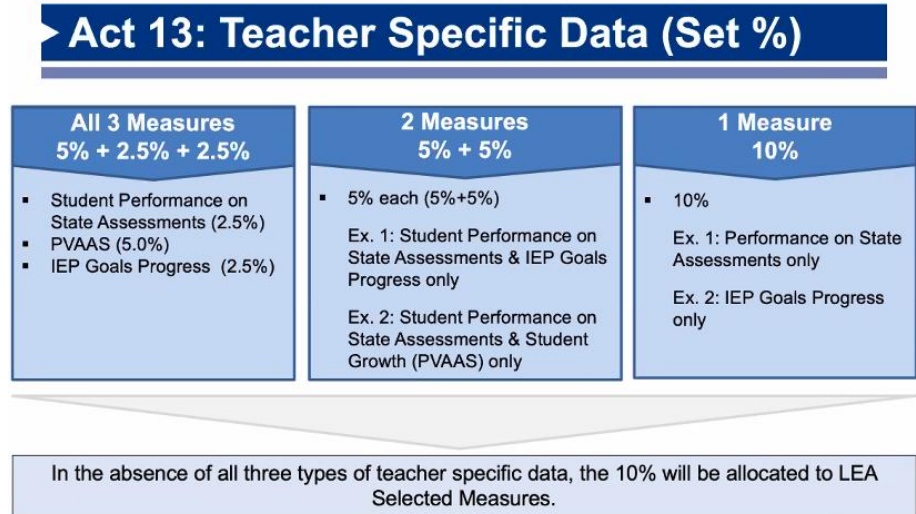 Act 13: Teacher Specific Data (Set %)
All 3 Measures
5% + 2.5% + 2.5%
▪ Student Performance on
State Assessments (2.5%)
▪ PVAAS (5.0%)
▪ IEP Goals Progress (2.5%)
2 Measures
5% + 5%
▪ 5% each (5%+5%)
Ex. 1: Student Performance on
State Assessments & IEP Goals
Progress only
Ex. 2: Student Performance on
State Assessments & Student
Growth (PVAAS) only
1 Measure
10%
▪ 10%
Ex. 1: Performance on State
Assessments only
Ex. 2: IEP Goals Progress
only
In the absence of all three types of teacher specific data, the 10% will be allocated to LEA
Selected Measures.